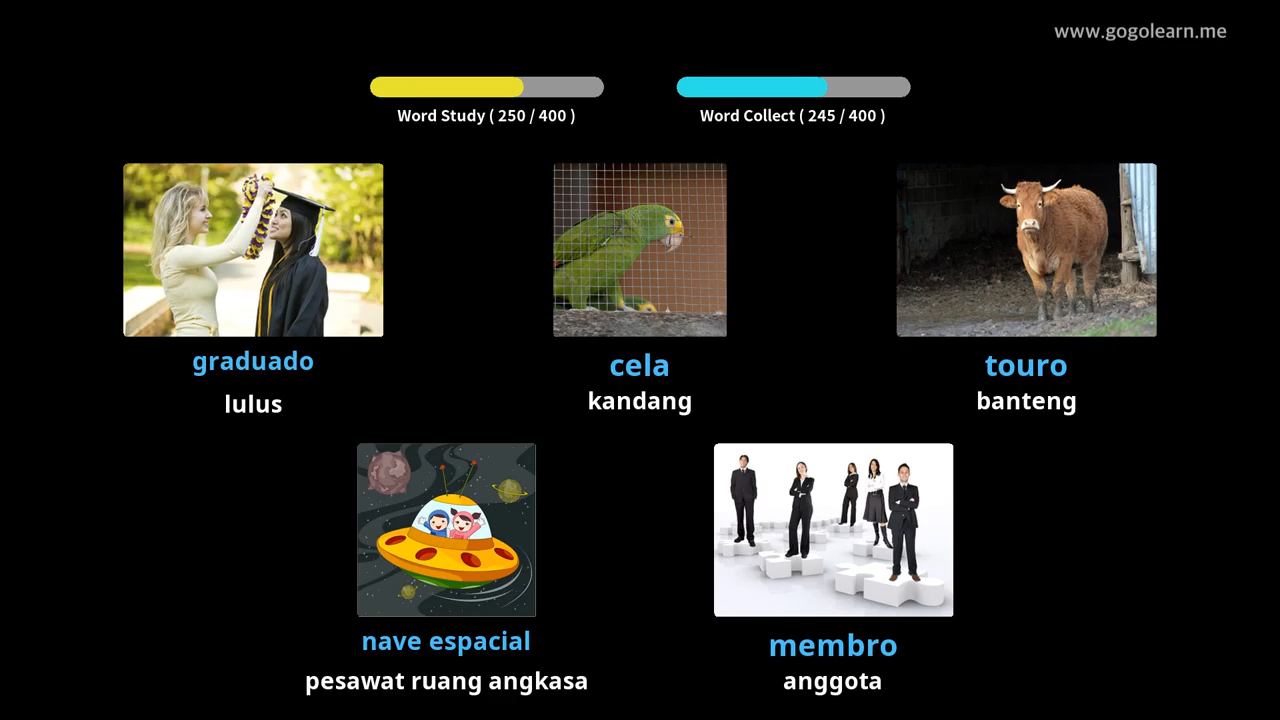 www.gogolearn.me
Word Study ( 250 / 400 )
Word Collect ( 245 / 400 )
graduado
lulus
cela
kandang
touro
banteng
nave espacial
pesawat ruang angkasa
membro
anggota